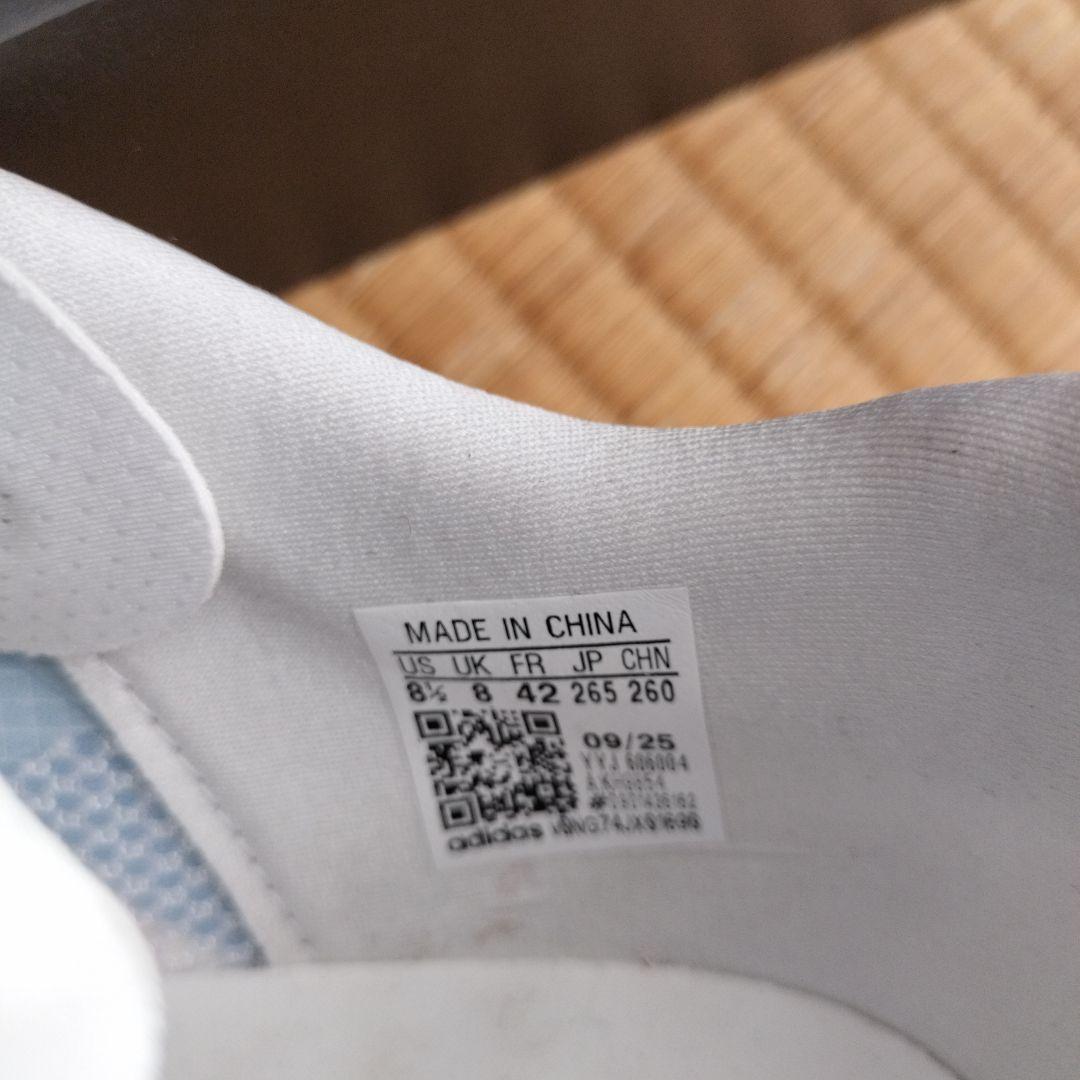 MADE IN CHINA
US UK FR JP CHN
8½ 8 42 265 260
09/25
adidas